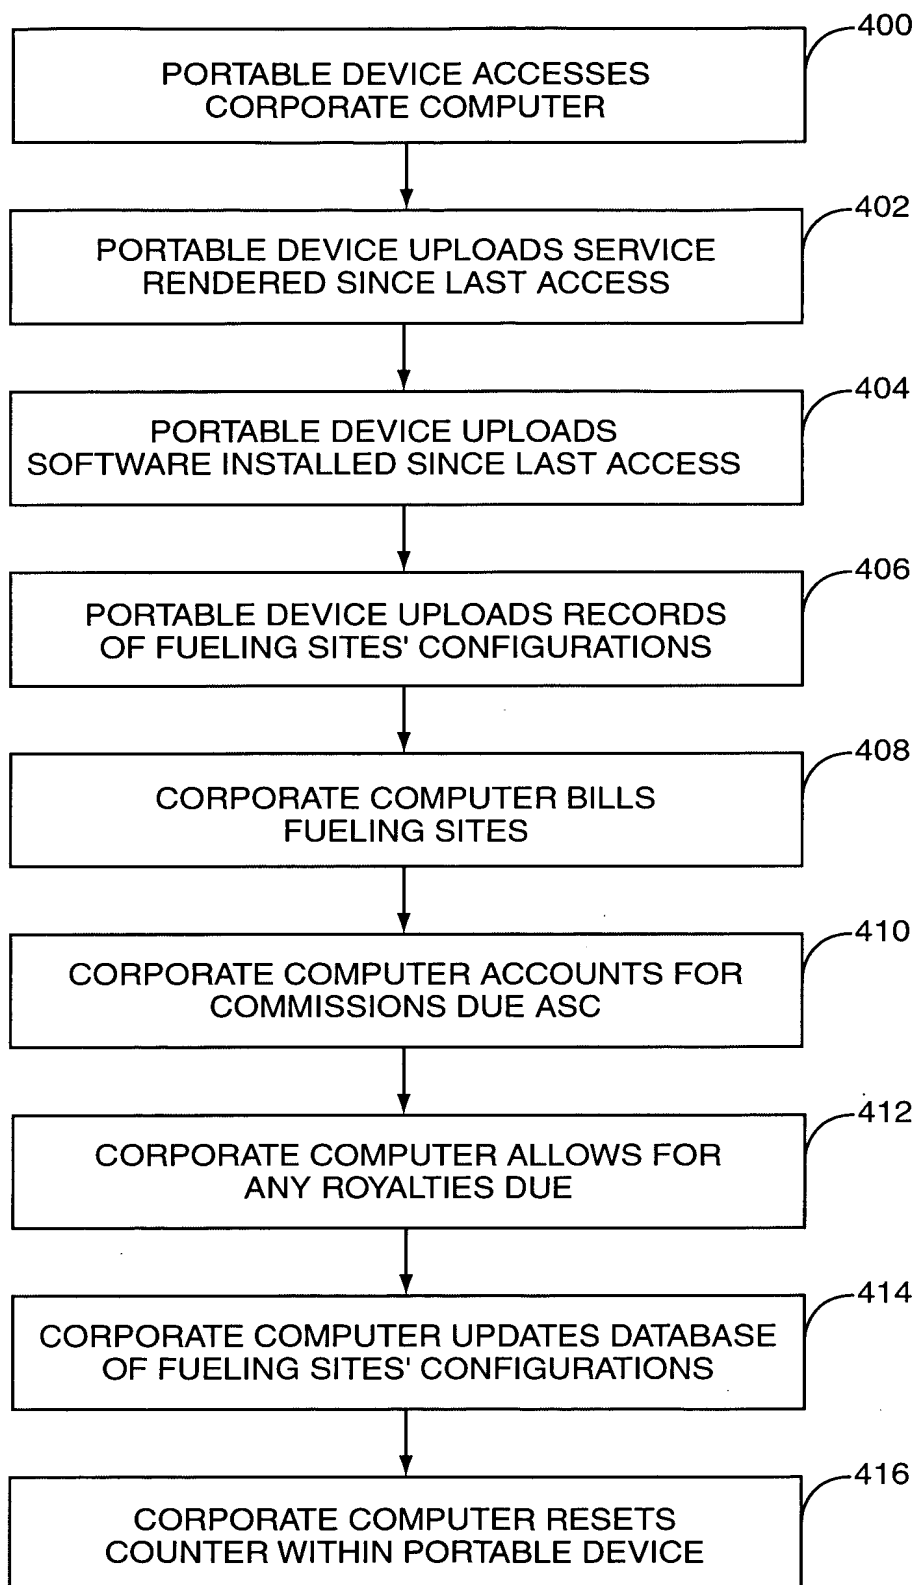 400
PORTABLE DEVICE ACCESSES
CORPORATE COMPUTER
402
PORTABLE DEVICE UPLOADS SERVICE
RENDERED SINCE LAST ACCESS
404
PORTABLE DEVICE UPLOADS
SOFTWARE INSTALLED SINCE LAST ACCESS
406
PORTABLE DEVICE UPLOADS RECORDS
OF FUELING SITES' CONFIGURATIONS
408
CORPORATE COMPUTER BILLS
FUELING SITES
410
CORPORATE COMPUTER ACCOUNTS FOR
COMMISSIONS DUE ASC
412
CORPORATE COMPUTER ALLOWS FOR
ANY ROYALTIES DUE
414
CORPORATE COMPUTER UPDATES DATABASE
OF FUELING SITES' CONFIGURATIONS
416
CORPORATE COMPUTER RESETS
COUNTER WITHIN PORTABLE DEVICE